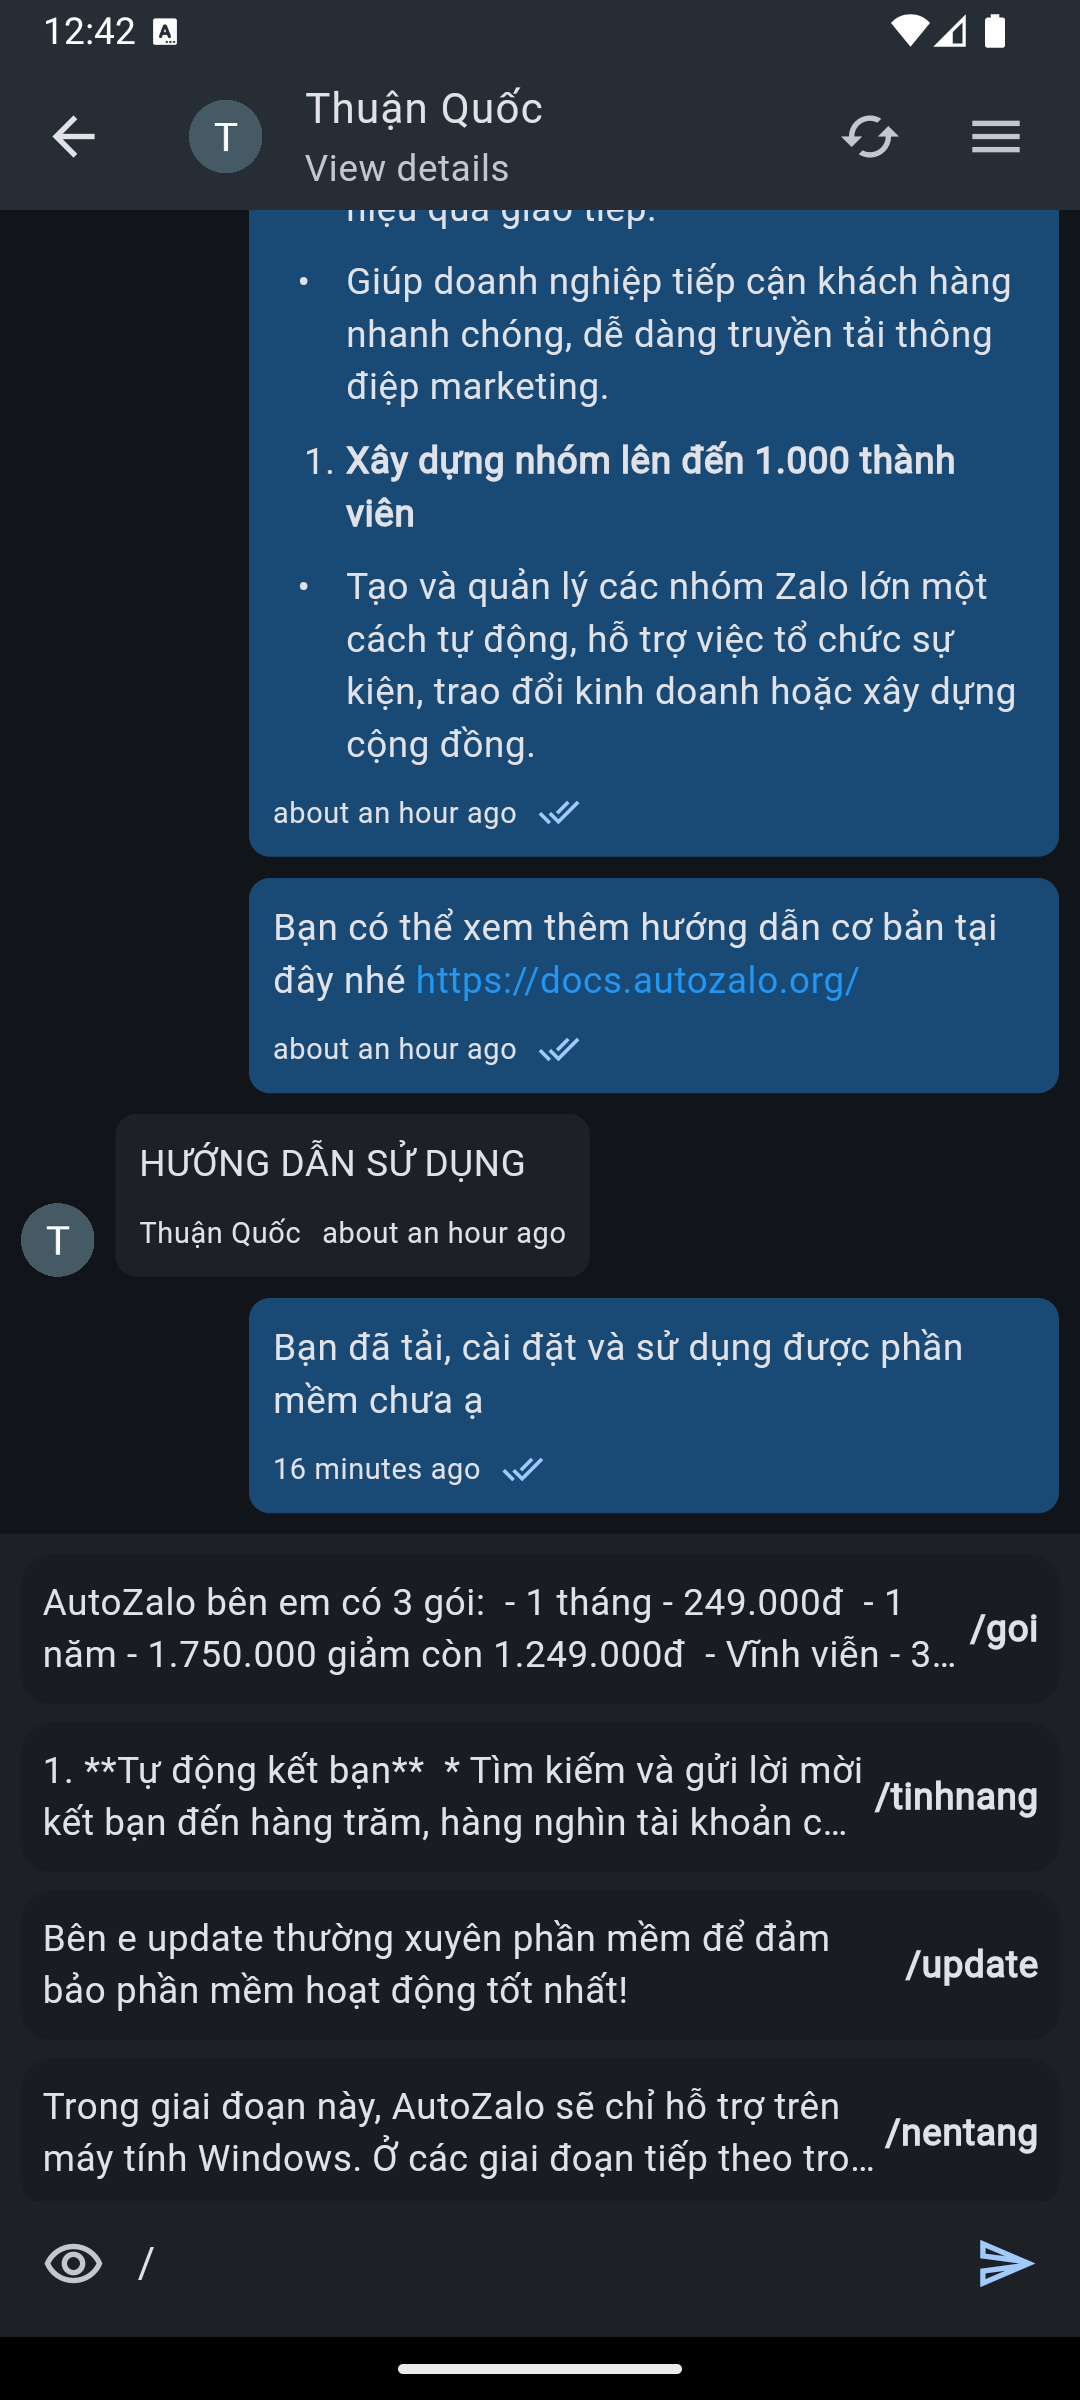 12:42
T
Thuận Quốc
View details
hiệu quả giao tiếp.
• Giúp doanh nghiệp tiếp cận khách hàng
nhanh chóng, dễ dàng truyền tải thông
điệp marketing.
1. Xây dựng nhóm lên đến 1.000 thành
viên
• Tạo và quản lý các nhóm Zalo lớn một
cách tự động, hỗ trợ việc tổ chức sự
kiện, trao đổi kinh doanh hoặc xây dựng
cộng đồng.
about an hour ago
Bạn có thể xem thêm hướng dẫn cơ bản tại
đây nhé https://docs.autozalo.org/
about an hour ago
HƯỚNG DẪN SỬ DỤNG
T
Thuận Quốc about an hour ago
Bạn đã tải, cài đặt và sử dụng được phần
mềm chưa ạ
16 minutes ago
AutoZalo bên em có 3 gói:  - 1 tháng - 249.000đ  - 1
năm - 1.750.000 giảm còn 1.249.000đ  - Vĩnh viễn - 3…
/goi
1. **Tự động kết bạn**  * Tìm kiếm và gửi lời mời
kết bạn đến hàng trăm, hàng nghìn tài khoản c…
/tinhnang
Bên e update thường xuyên phần mềm để đảm
bảo phần mềm hoạt động tốt nhất!
/update
Trong giai đoạn này, AutoZalo sẽ chỉ hỗ trợ trên
máy tính Windows. Ở các giai đoạn tiếp theo tro…
/nentang
/